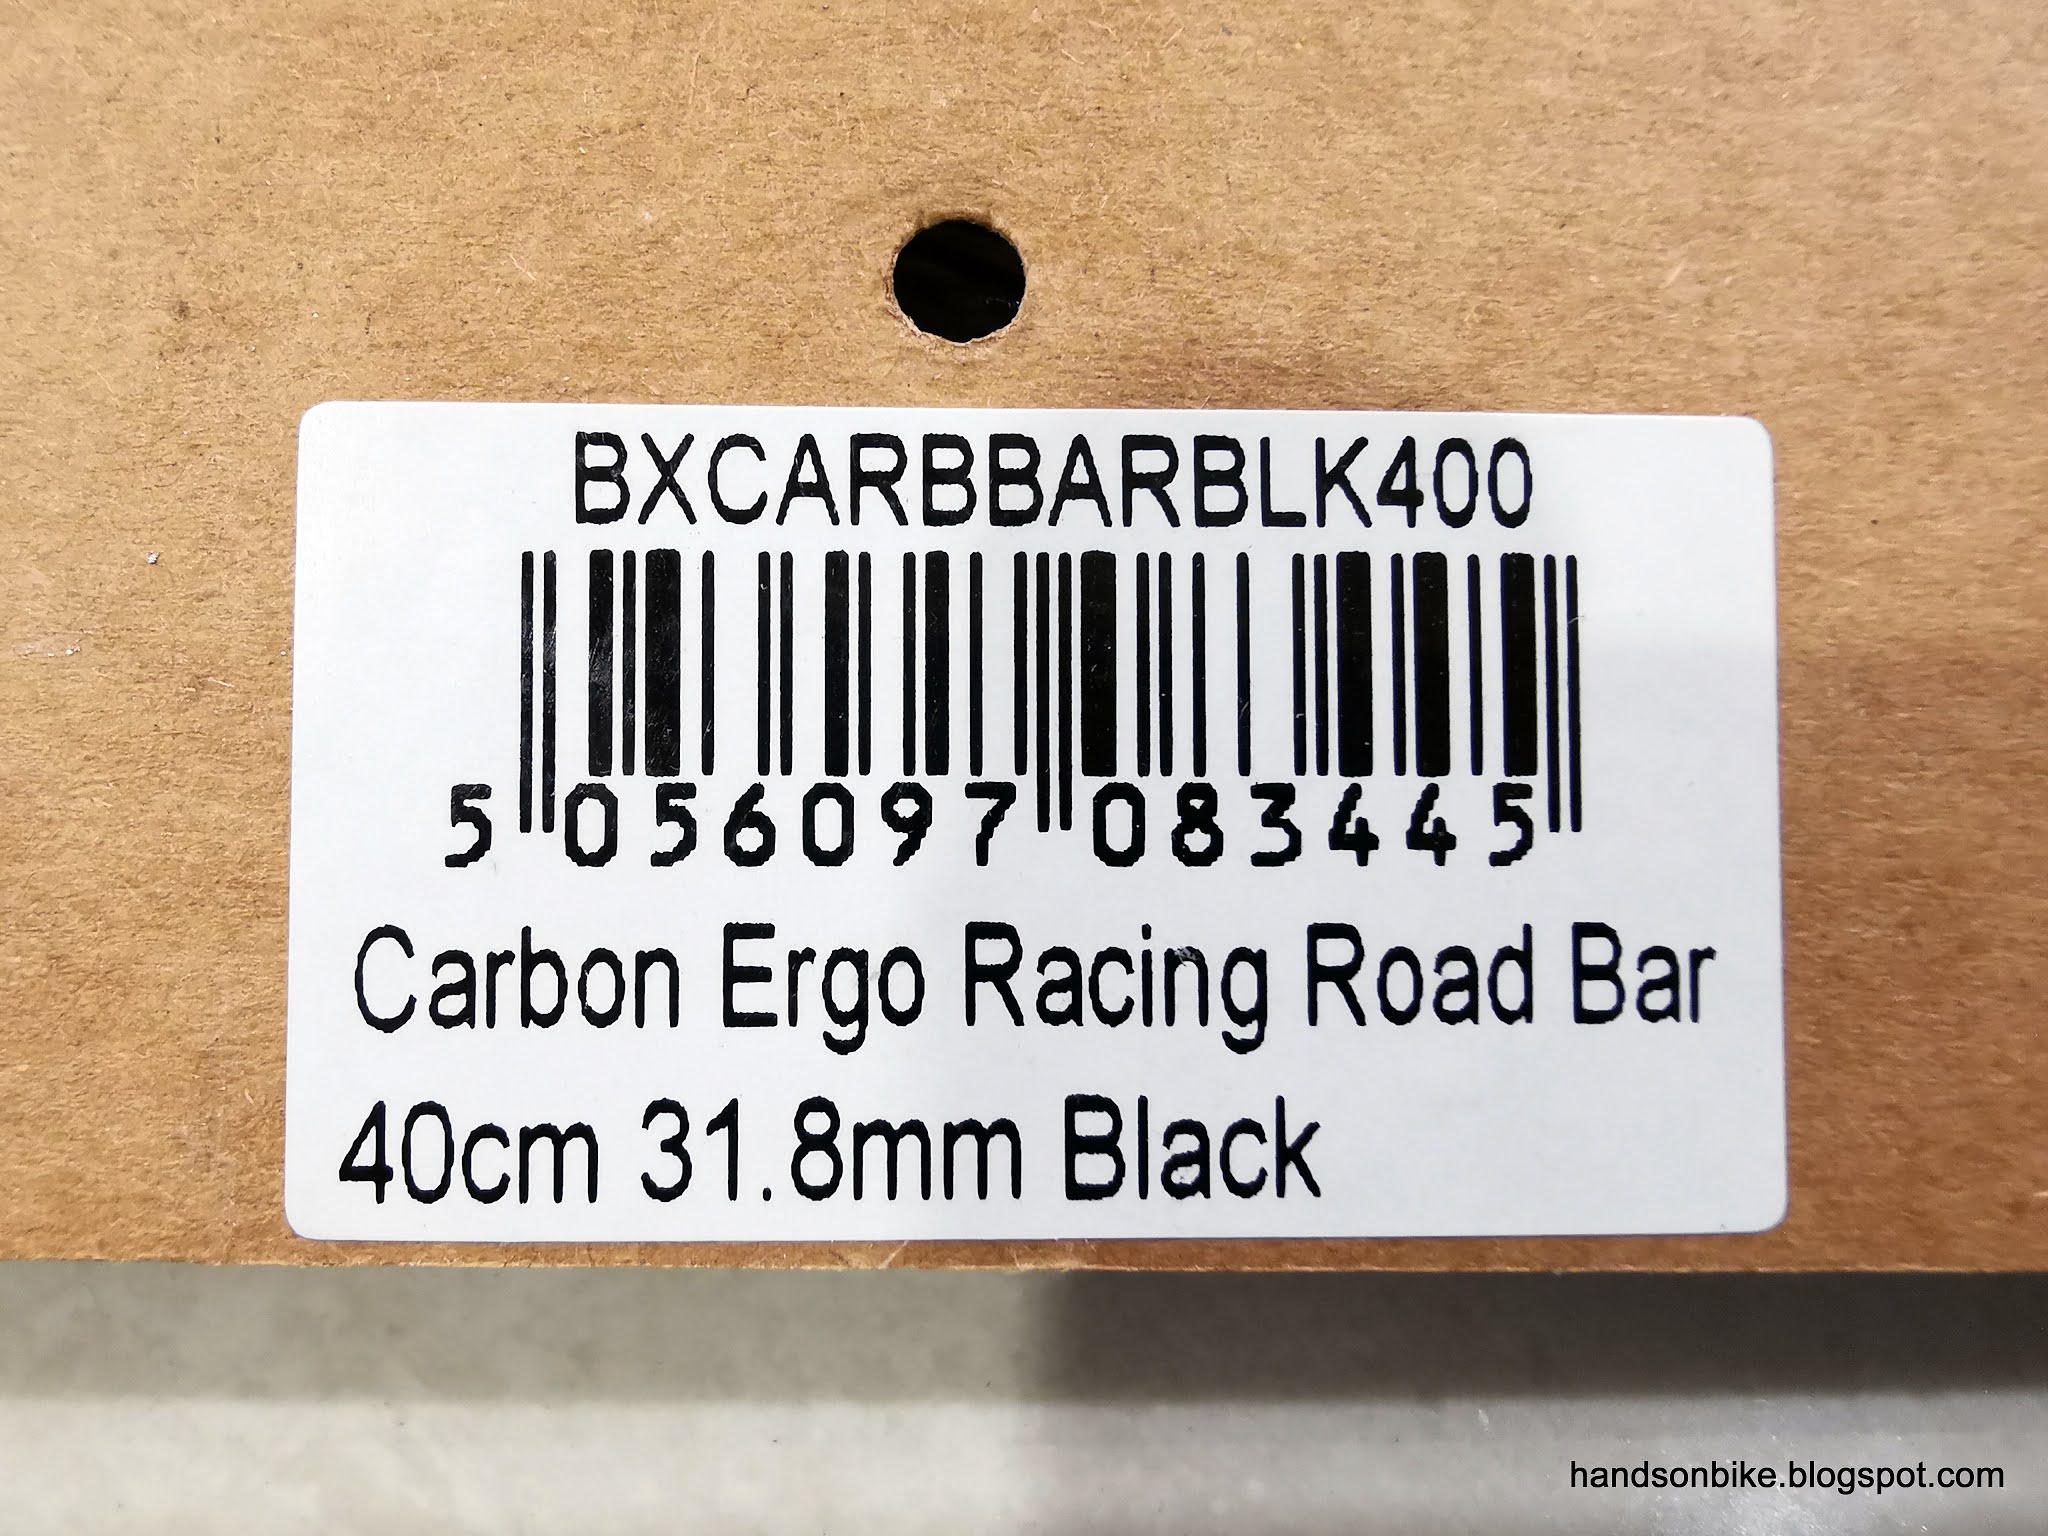 BXCARBBARBLK400
5 056097 083445
Carbon Ergo Racing Road Bar
40cm 31.8mm Black
handsonbike.blogspot.com